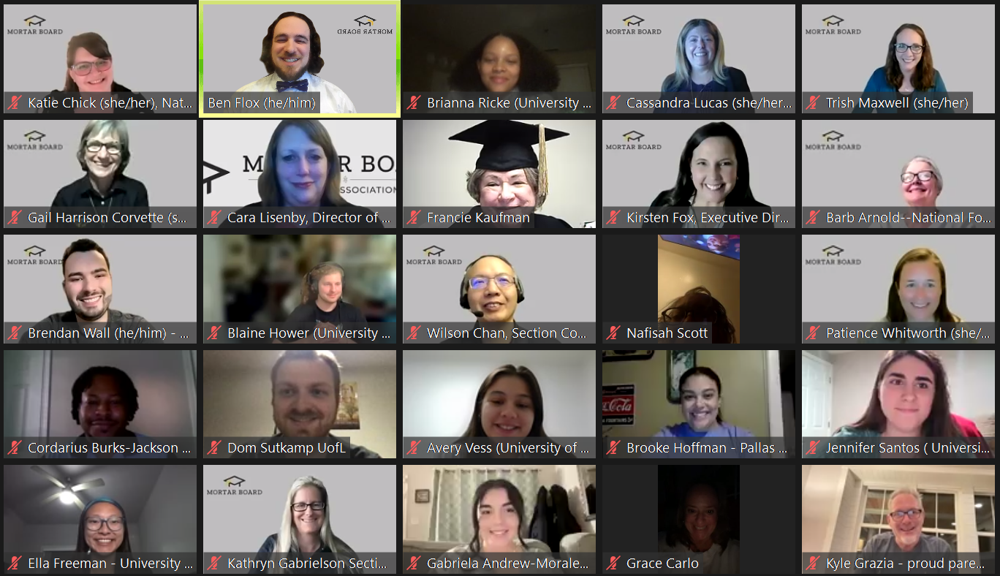 MORTAR BOARD
Katie Chick (she/her), Nat...
MORTAR BOARD
Ben Flox (he/him)
Brianna Ricke (University ...
MORTAR BOARD
Cassandra Lucas (she/her...
MORTAR BOARD
Trish Maxwell (she/her)
MORTAR BOARD
Gail Harrison Corvette (s...
M R BO
ASSOCIATION
Cara Lisenby, Director of ...
Francie Kaufman
MORTAR BOARD
Kirsten Fox, Executive Dir...
MORTAR BOARD
Barb Arnold--National Fo...
MORTAR BOARD
Brendan Wall (he/him) - ...
Blaine Hower (University ...
MORTAR BOARD
Wilson Chan, Section Co...
Nafisah Scott
MORTAR BOARD
Patience Whitworth (she/...
Cordarius Burks-Jackson ...
Dom Sutkamp UofL
Avery Vess (University of ...
Coca-Cola
Brooke Hoffman - Pallas ...
Jennifer Santos ( Universi...
Ella Freeman - University ...
MORTAR BOARD
Kathryn Gabrielson Secti...
Gabriela Andrew-Morale...
Grace Carlo
Kyle Grazia - proud pare...